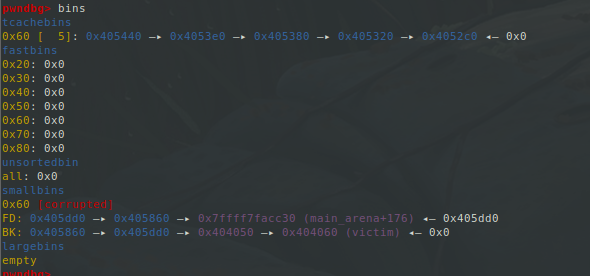 pwndbg> bins
tcachebins
0x60 [  5]: 0x405440 —▸ 0x4053e0 —▸ 0x405380 —▸ 0x405320 —▸ 0x4052c0 ◂— 0x0
fastbins
0x20: 0x0
0x30: 0x0
0x40: 0x0
0x50: 0x0
0x60: 0x0
0x70: 0x0
0x80: 0x0
unsortedbin
all: 0x0
smallbins
0x60 [corrupted]
FD: 0x405dd0 —▸ 0x405860 —▸ 0x7ffff7facc30 (main_arena+176) ◂— 0x405dd0
BK: 0x405860 —▸ 0x405dd0 —▸ 0x404050 —▸ 0x404060 (victim) ◂— 0x0
largebins
empty
pwndbg>